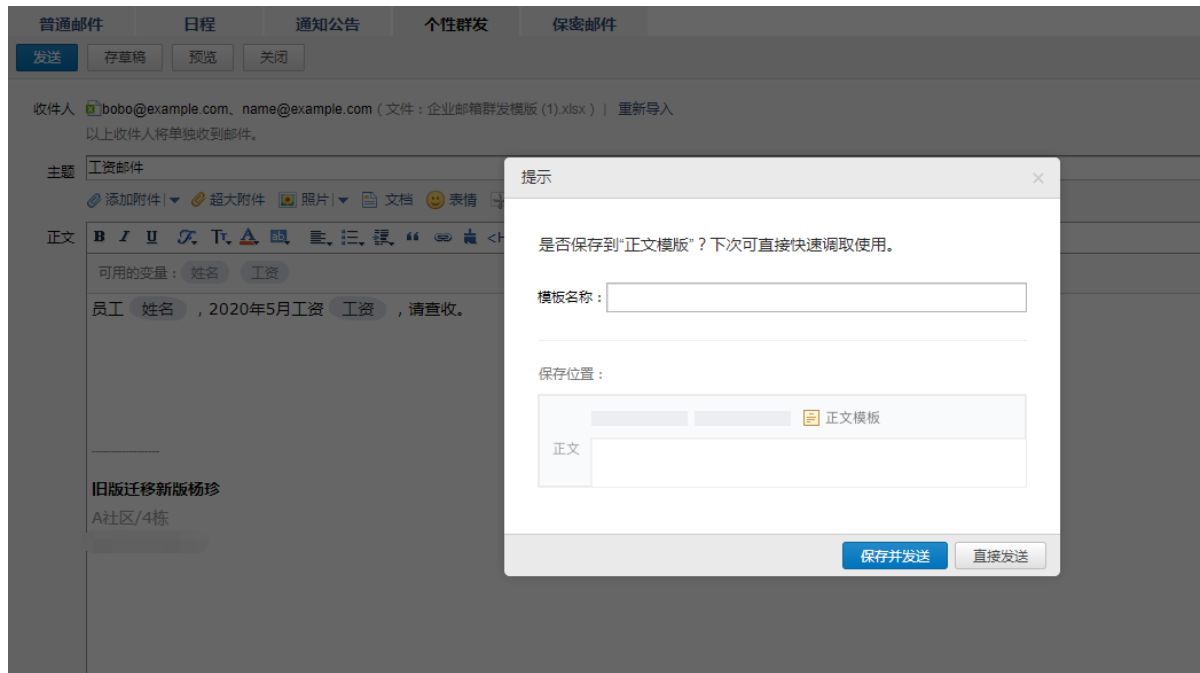 普通邮件 日程 通知公告 个性群发 保密邮件
发送 存草稿 预览 关闭
收件人 bobo@example.com、name@example.com ( 文件 : 企业邮箱群发模版 (1).xlsx ) | 重新导入
以上收件人将单独收到邮件。
主题 工资邮件
添加附件 | 超大附件 照片 | 文档 表情
正文 B I U
可用的变量 : 姓名 工资
员工 姓名 ，2020年5月工资 工资 ，请查收。
旧版迁移新版杨珍
A社区/4栋
提示
是否保存到“正文模版”？下次可直接快速调取使用。
模板名称 :
保存位置 :
正文模板
正文
保存并发送 直接发送